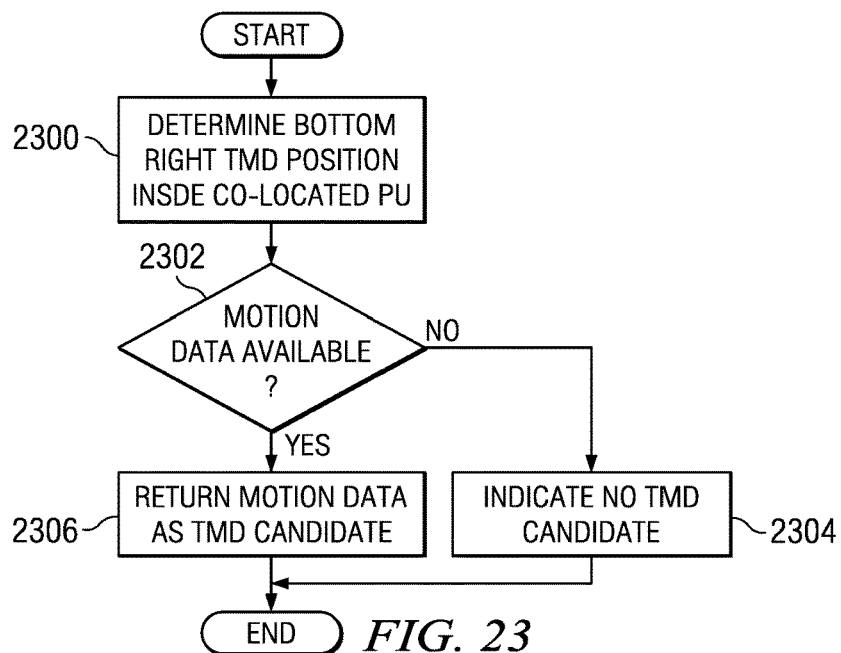 START
2300
DETERMINE BOTTOM
RIGHT TMD POSITION
INSDE CO-LOCATED PU
2302
MOTION
DATA AVAILABLE
?
NO
YES
2306
RETURN MOTION DATA
AS TMD CANDIDATE
INDICATE NO TMD
CANDIDATE
2304
END
FIG. 23